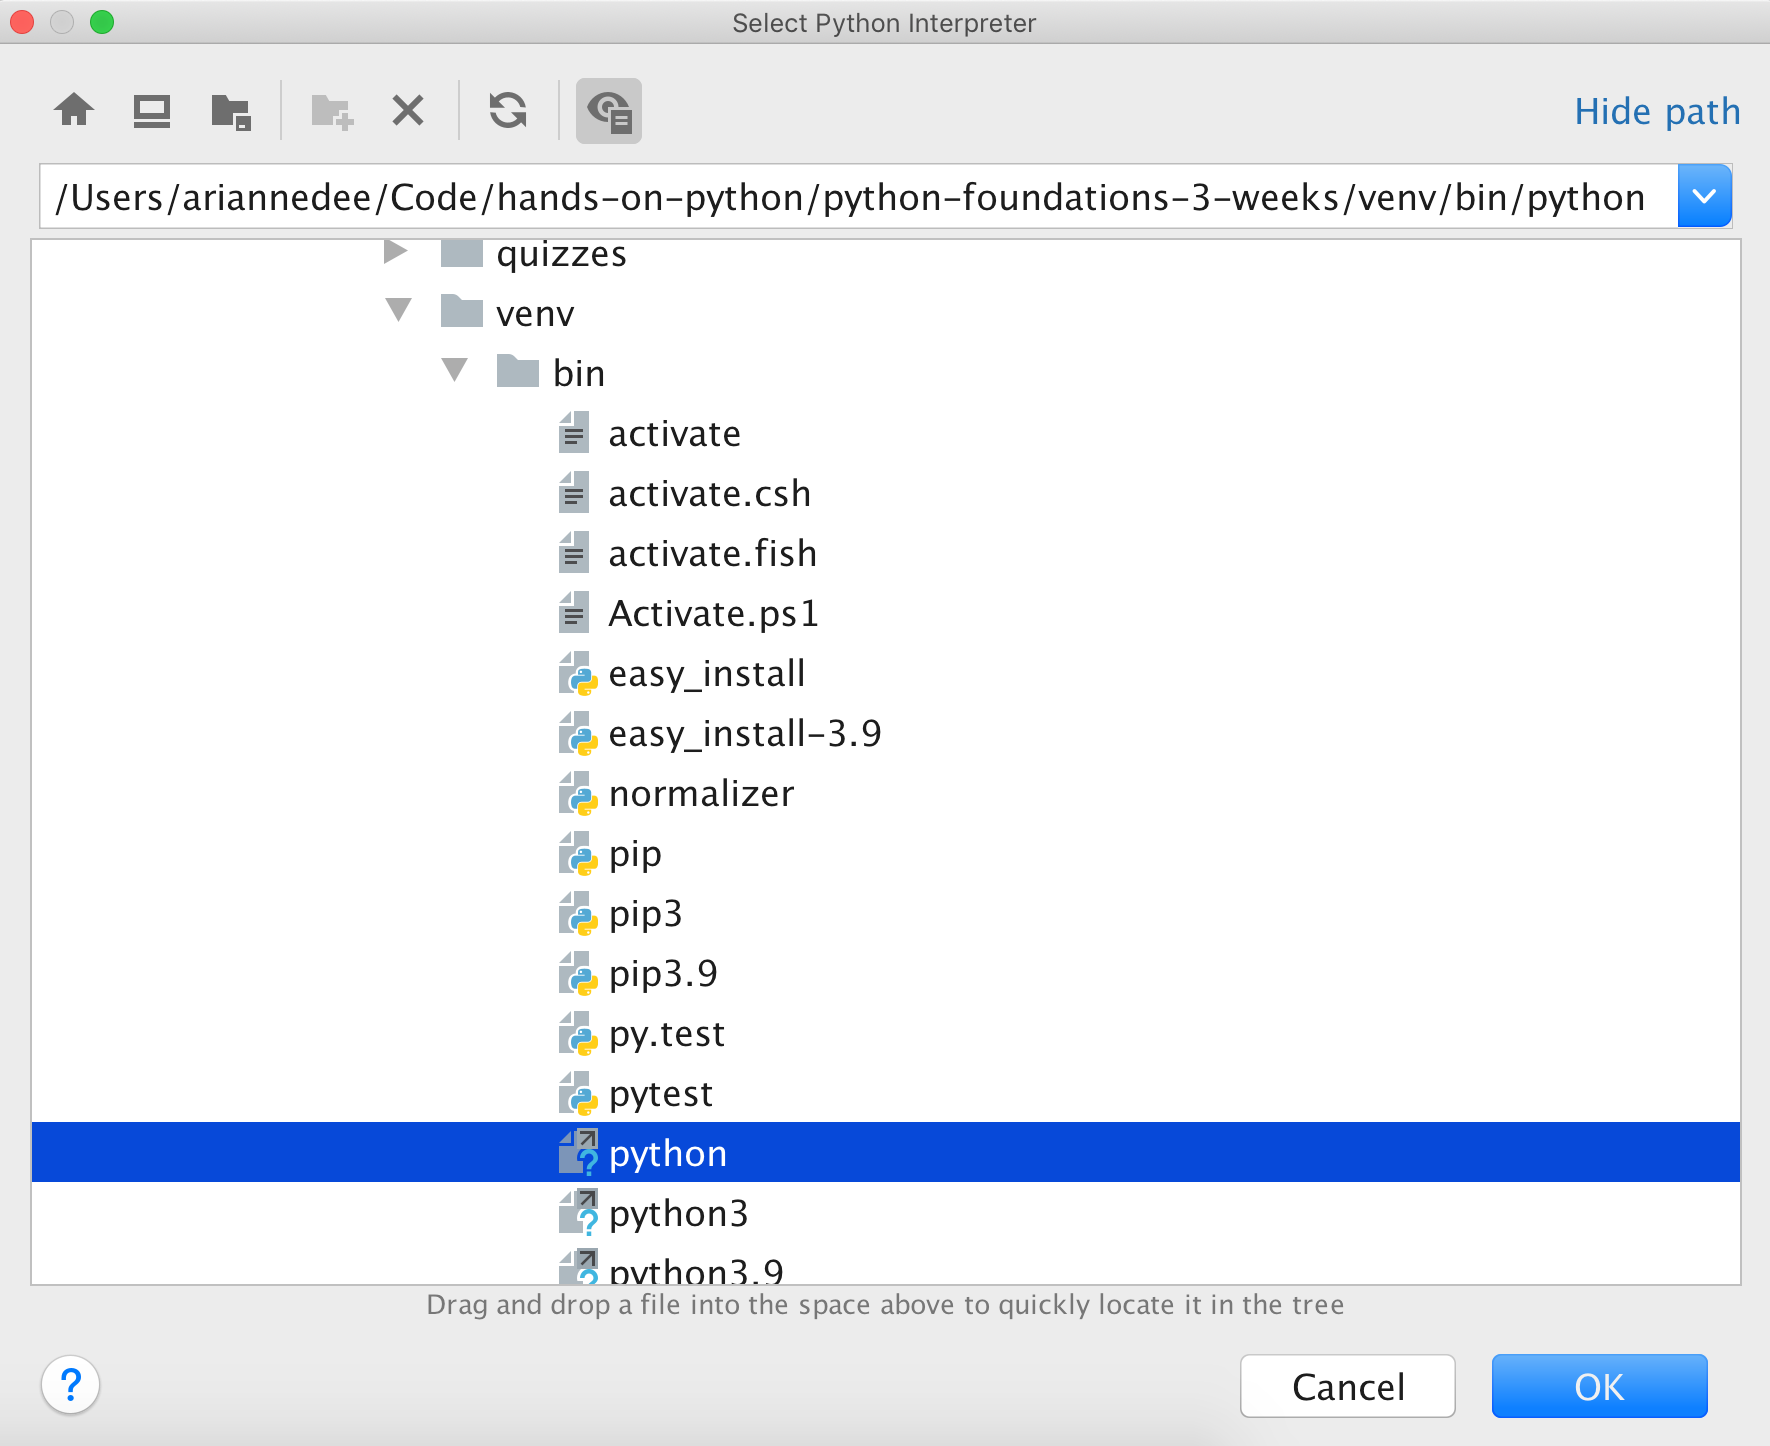 Select Python Interpreter
Hide path
/Users/ariannedee/Code/hands-on-python/python-foundations-3-weeks/venv/bin/python
quizzes
venv
bin
activate
activate.csh
activate.fish
Activate.ps1
easy_install
easy_install-3.9
normalizer
pip
pip3
pip3.9
py.test
pytest
python
python3
python3.9
Drag and drop a file into the space above to quickly locate it in the tree
?
Cancel
OK